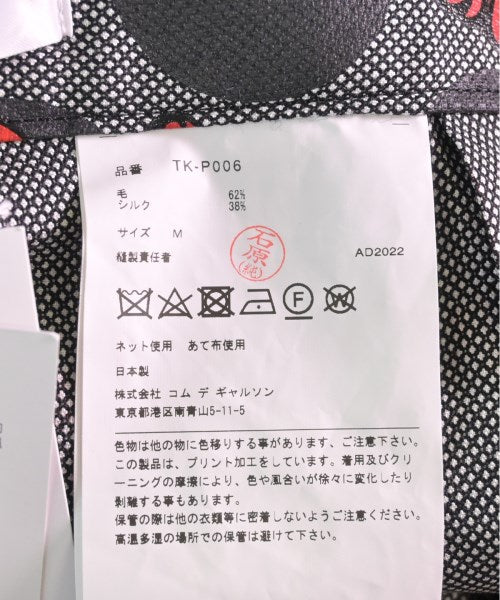 品番 TK-P006
毛 62%
シルク 38%
サイズ M
縫製責任者 石原(純) AD2022
F W
ネット使用 あて布使用
日本製
株式会社 コム デ ギャルソン
東京都港区南青山5-11-5
色物は他の物に色移りする事があります、ご注意下さい。
この製品は、プリント加工をしています。着用及びクリ
ーニングの摩擦により、色や風合いが徐々に変化したり
剥離する事もあります。
保管の際は他の衣類等に密着しないようご注意ください。
高温多湿の場所での保管は避けて下さい。